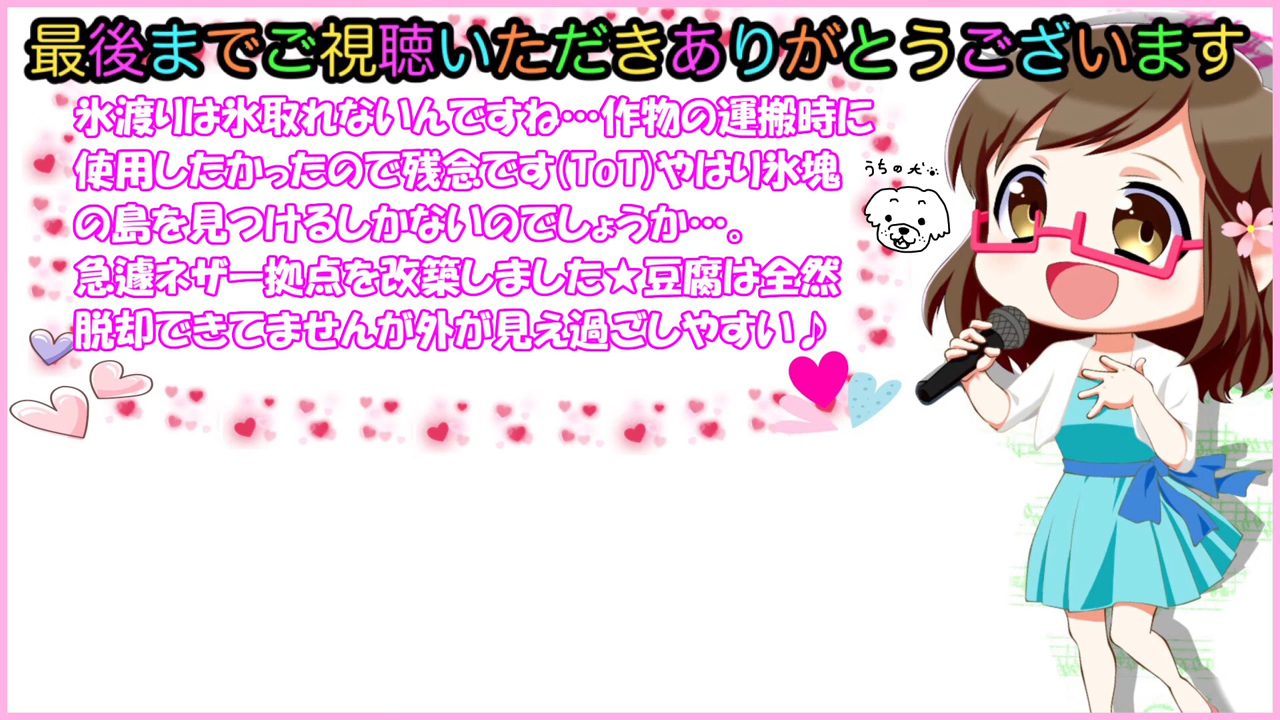 最後までご視聴いただきありがとうございます
氷渡りは氷取れないんですね…作物の運搬時に
使用したかったので残念です(ToT)やはり氷塊
の島を見つけるしかないのでしょうか…。
急遽ネザー拠点を改築しました★豆腐は全然
脱却できてませんが外が見え過ごしやすい♪
うちの犬